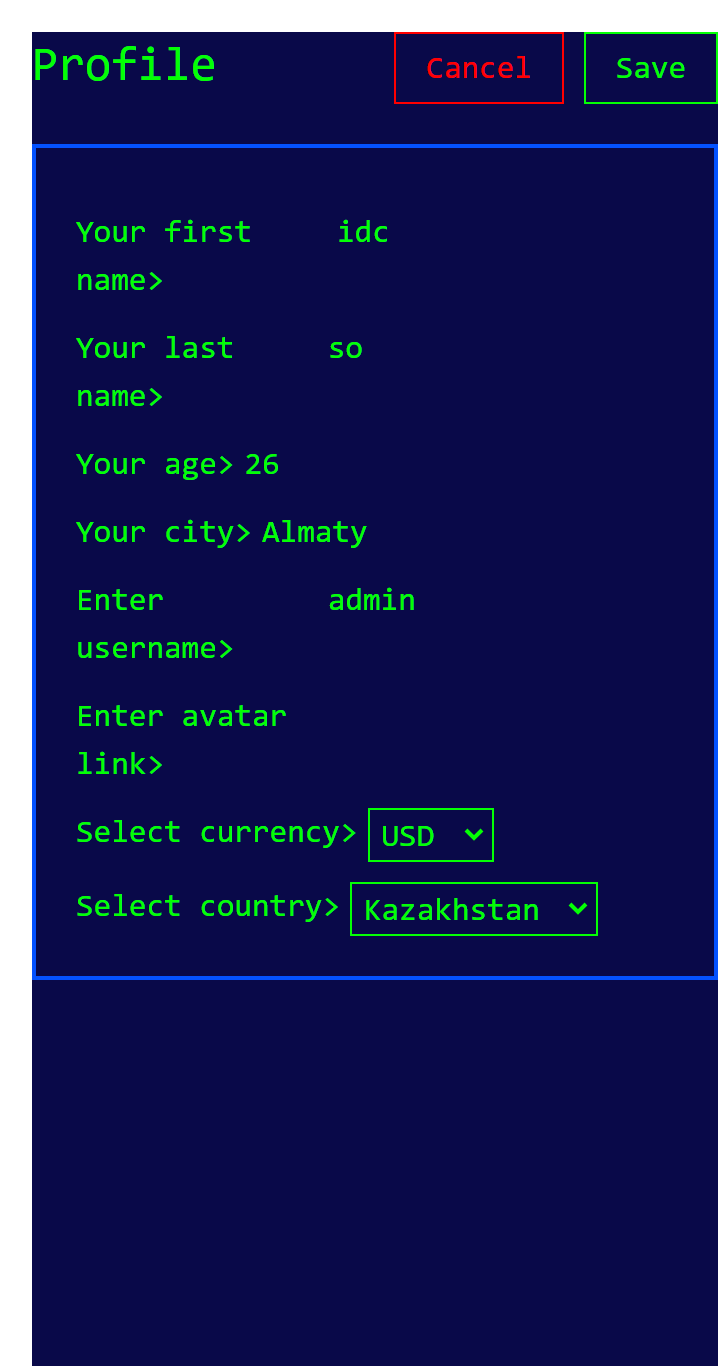 Profile Cancel Save
Your first idc
name>
Your last so
name>
Your age> 26
Your city> Almaty
Enter admin
username>
Enter avatar
link>
Select currency> USD
Select country> Kazakhstan